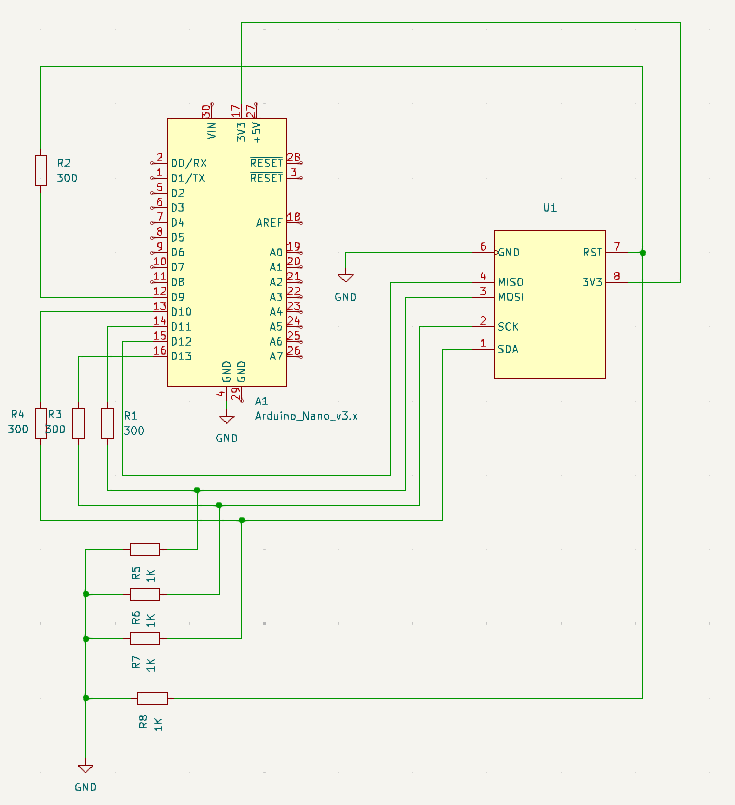 30
17
27
VIN
3V3
+5V
2
D0/RX
RESET
28
1
D1/TX
RESET
3
5
D2
6
D3
7
D4
AREF
18
8
D5
9
D6
A0
19
10
D7
A1
20
11
D8
A2
21
12
D9
A3
22
13
D10
A4
23
14
D11
A5
24
15
D12
A6
25
16
D13
A7
26
GND
GND
4
29
A1
Arduino_Nano_v3.x
GND
R2
300
U1
6
GND
RST
7
4
MISO
3V3
8
3
MOSI
2
SCK
1
SDA
GND
R4
300
R3
300
R1
300
R5
1K
R6
1K
R7
1K
R8
1K
GND